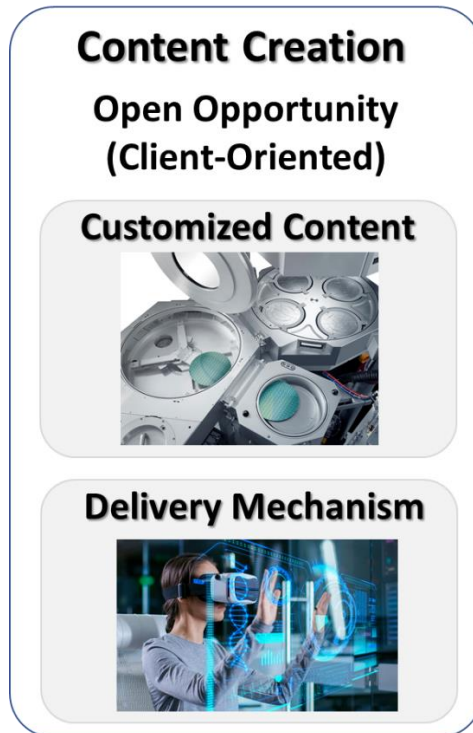 Content Creation
Open Opportunity
(Client-Oriented)
Customized Content
Delivery Mechanism